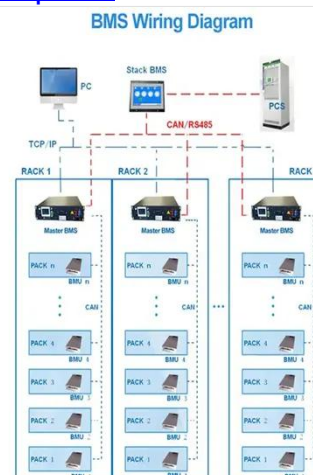 BMS Wiring Diagram
PC
Stack BMS
PCS
CAN/RS485
TCP/IP
RACK 1
RACK 2
RACK
Master BMS
Master BMS
Master BMS
PACK n
BMU n
PACK n
BMU n
PACK n
BMU n
CAN
CAN
CAN
PACK 4
BMU 4
PACK 4
BMU 4
PACK 4
BMU 4
PACK 3
BMU 3
PACK 3
BMU 3
PACK 3
BMU 3
PACK 2
BMU 2
PACK 2
BMU 2
PACK 2
BMU 2
PACK 1
PACK 1
PACK 1